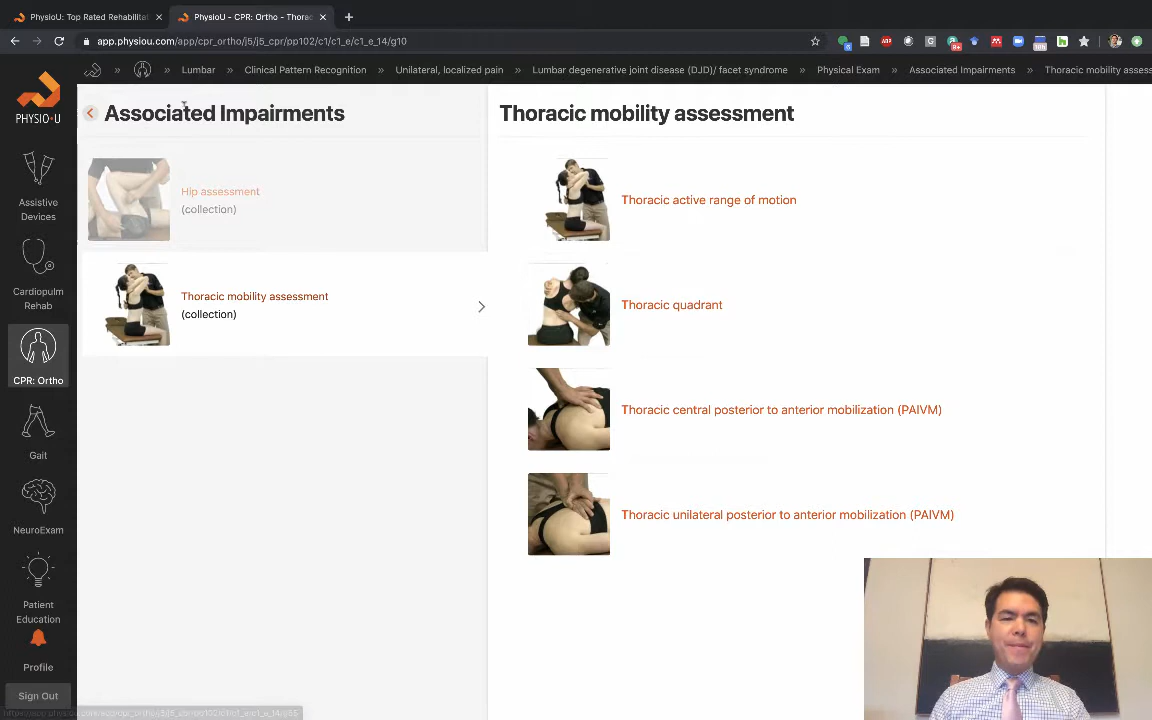 PhysioU: Top Rated Rehabilitat
PhysioU - CPR: Ortho - Thorac
app.physiou.com/app/cpr_ortho/j5/j5_cpr/pp102/c1/c1_e/c1_e_14/g10
» » Lumbar » Clinical Pattern Recognition » Unilateral, localized pain » Lumbar degenerative joint disease (DJD)/ facet syndrome » Physical Exam » Associated Impairments » Thoracic mobility assess
PHYSIO•U
Assistive Devices
Cardiopulm Rehab
CPR: Ortho
Gait
NeuroExam
Patient Education
Profile
Sign Out
Associated Impairments
Hip assessment
(collection)
Thoracic mobility assessment
(collection)
Thoracic mobility assessment
Thoracic active range of motion
Thoracic quadrant
Thoracic central posterior to anterior mobilization (PAIVM)
Thoracic unilateral posterior to anterior mobilization (PAIVM)